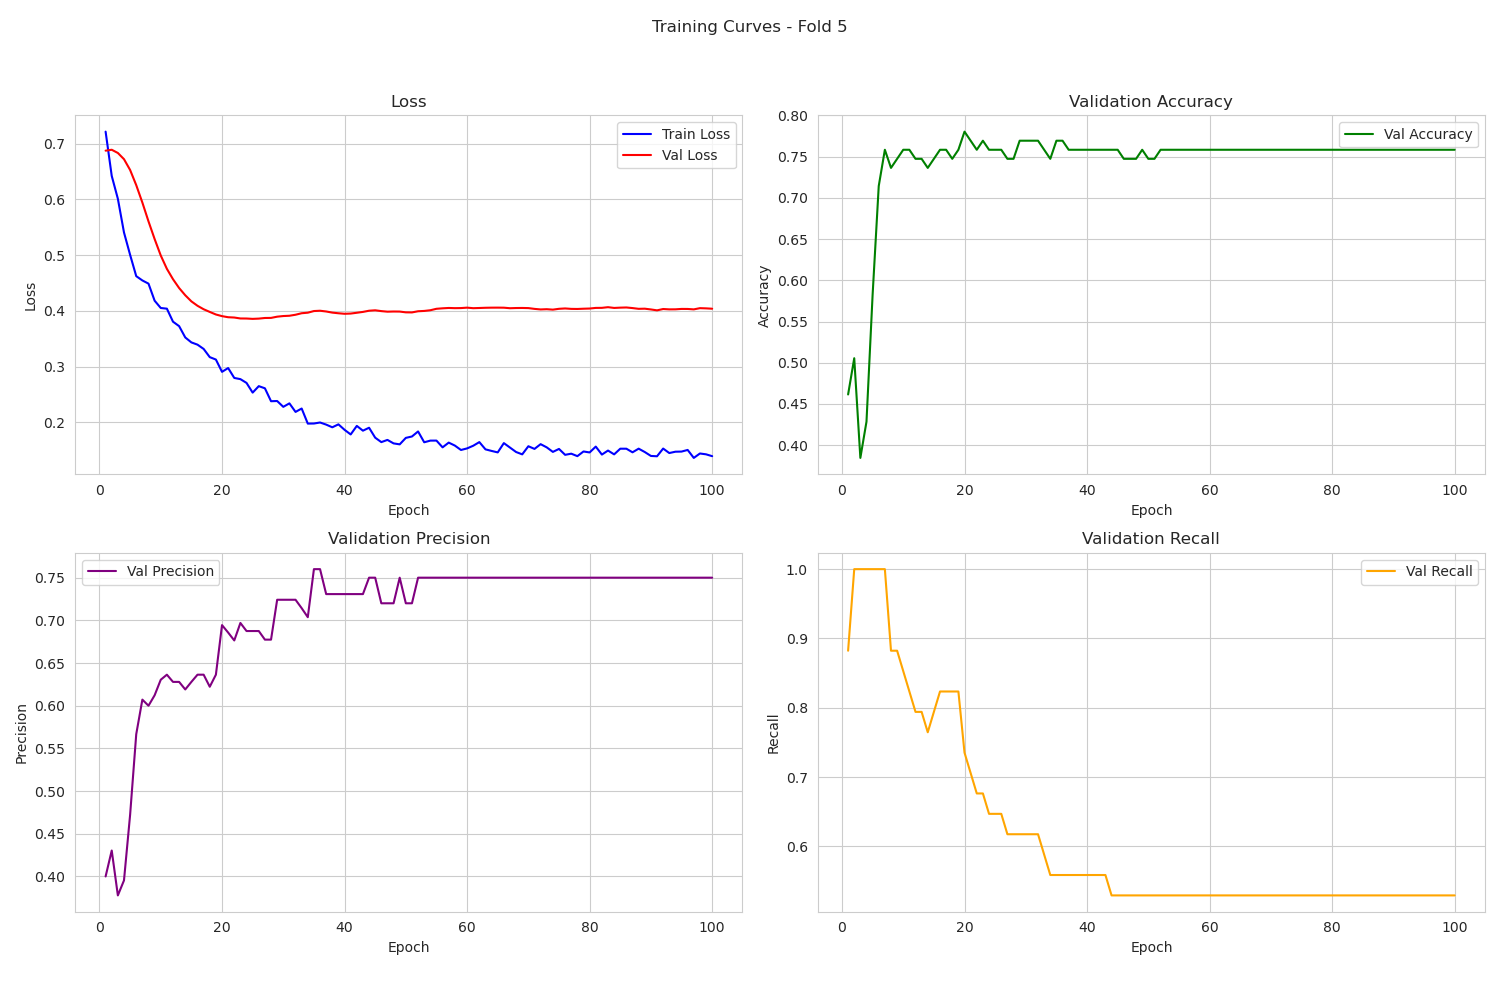 Training Curves - Fold 5
Loss
Train Loss
Val Loss
0.7
0.6
0.5
0.4
0.3
0.2
Loss
0 20 40 60 80 100
Epoch
Validation Accuracy
Val Accuracy
0.80
0.75
0.70
0.65
0.60
0.55
0.50
0.45
0.40
Accuracy
0 20 40 60 80 100
Epoch
Validation Precision
Val Precision
0.75
0.70
0.65
0.60
0.55
0.50
0.45
0.40
Precision
0 20 40 60 80 100
Epoch
Validation Recall
Val Recall
1.0
0.9
0.8
0.7
0.6
Recall
0 20 40 60 80 100
Epoch